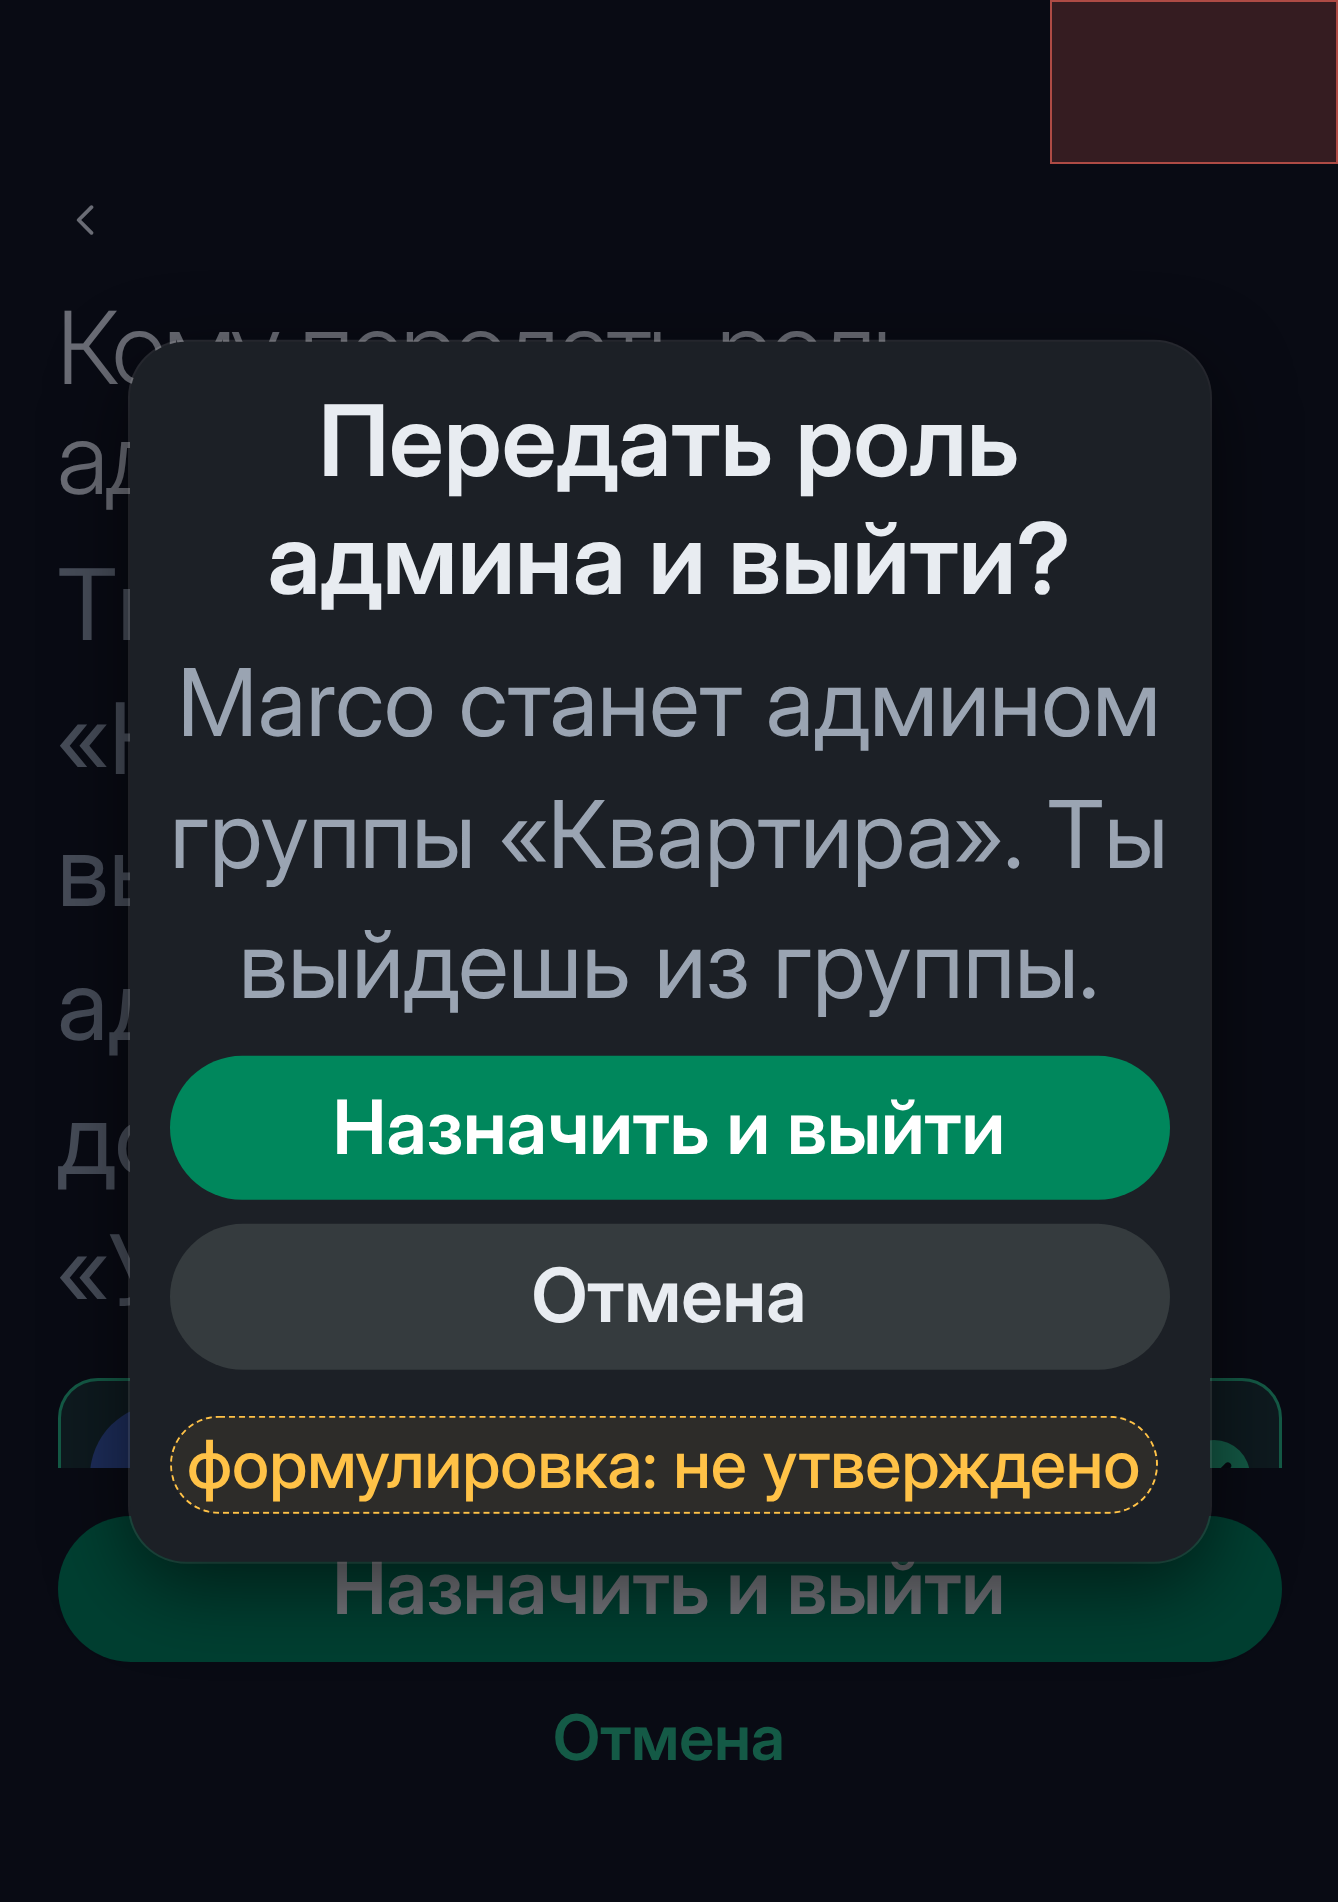 Передать роль
админа и выйти?
Marco станет админом
группы «Квартира». Ты
выйдешь из группы.
Назначить и выйти
Отмена
формулировка: не утверждено
Назначить и выйти
Отмена